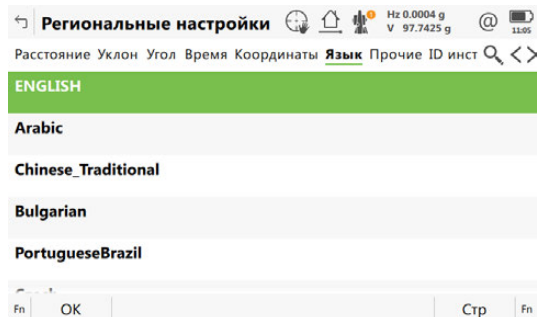 Региональные настройки
Hz 0.0004 g
V 97.7425 g
11:05
Расстояние Уклон Угол Время Координаты Язык Прочие ID инст
ENGLISH
Arabic
Chinese_Traditional
Bulgarian
PortugueseBrazil
Fn OK Стр Fn